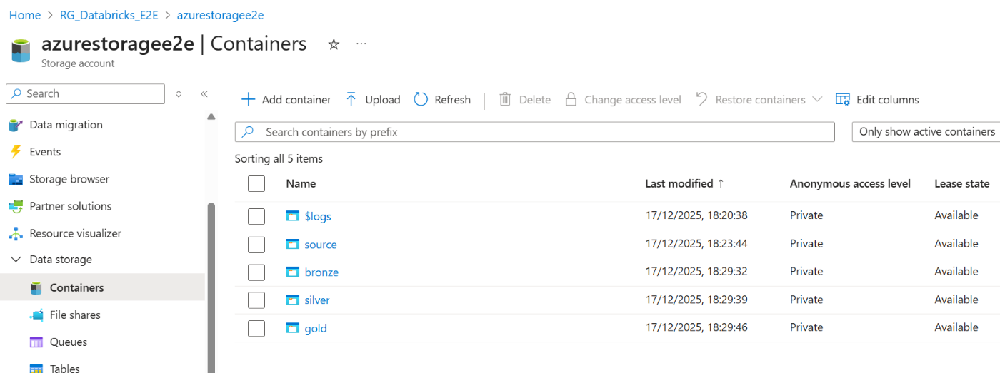 Home > RG_Databricks_E2E > azurestoragee2e
azurestoragee2e | Containers
Storage account
Search
Data migration
Events
Storage browser
Partner solutions
Resource visualizer
Data storage
Containers
File shares
Queues
Tables
Add container Upload Refresh Delete Change access level Restore containers Edit columns
Search containers by prefix
Only show active containers
Sorting all 5 items
Name Last modified ↑ Anonymous access level Lease state
$logs 17/12/2025, 18:20:38 Private Available
source 17/12/2025, 18:23:44 Private Available
bronze 17/12/2025, 18:29:32 Private Available
silver 17/12/2025, 18:29:39 Private Available
gold 17/12/2025, 18:29:46 Private Available